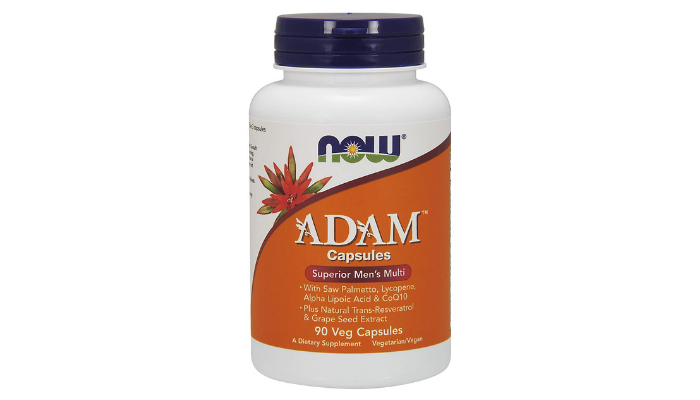 NOW®
ADAM™
Capsules
Superior Men's Multi
• With Saw Palmetto, Lycopene,
Alpha Lipoic Acid & CoQ10
• Plus Natural Trans-Resveratrol
& Grape Seed Extract
90 Veg Capsules
A Dietary Supplement Vegetarian/Vegan